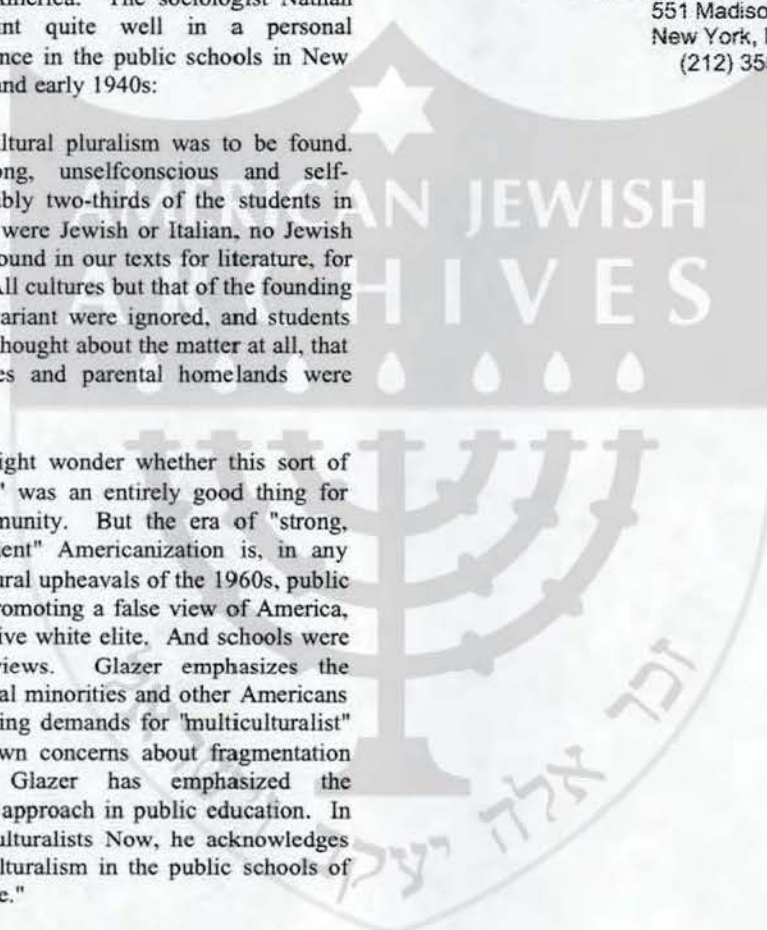 America. The sociologist Nathan
int quite well in a personal
nce in the public schools in New
nd early 1940s:
ltural pluralism was to be found.
ong, unselfconscious and self-
bly two-thirds of the students in
were Jewish or Italian, no Jewish
ound in our texts for literature, for
All cultures but that of the founding
ariant were ignored, and students
hought about the matter at all, that
es and parental homelands were
ight wonder whether this sort of
" was an entirely good thing for
munity. But the era of "strong,
dent" Americanization is, in any
ural upheavals of the 1960s, public
romoting a false view of America,
ive white elite. And schools were
views. Glazer emphasizes the
al minorities and other Americans
ing demands for "multiculturalist"
wn concerns about fragmentation
Glazer has emphasized the
approach in public education. In
ulturalists Now, he acknowledges
lturalism in the public schools of
e."
551 Madiso
New York,
(212) 35
AMERICAN JEWISH
ARCHIVES
זכר אלה יעקב